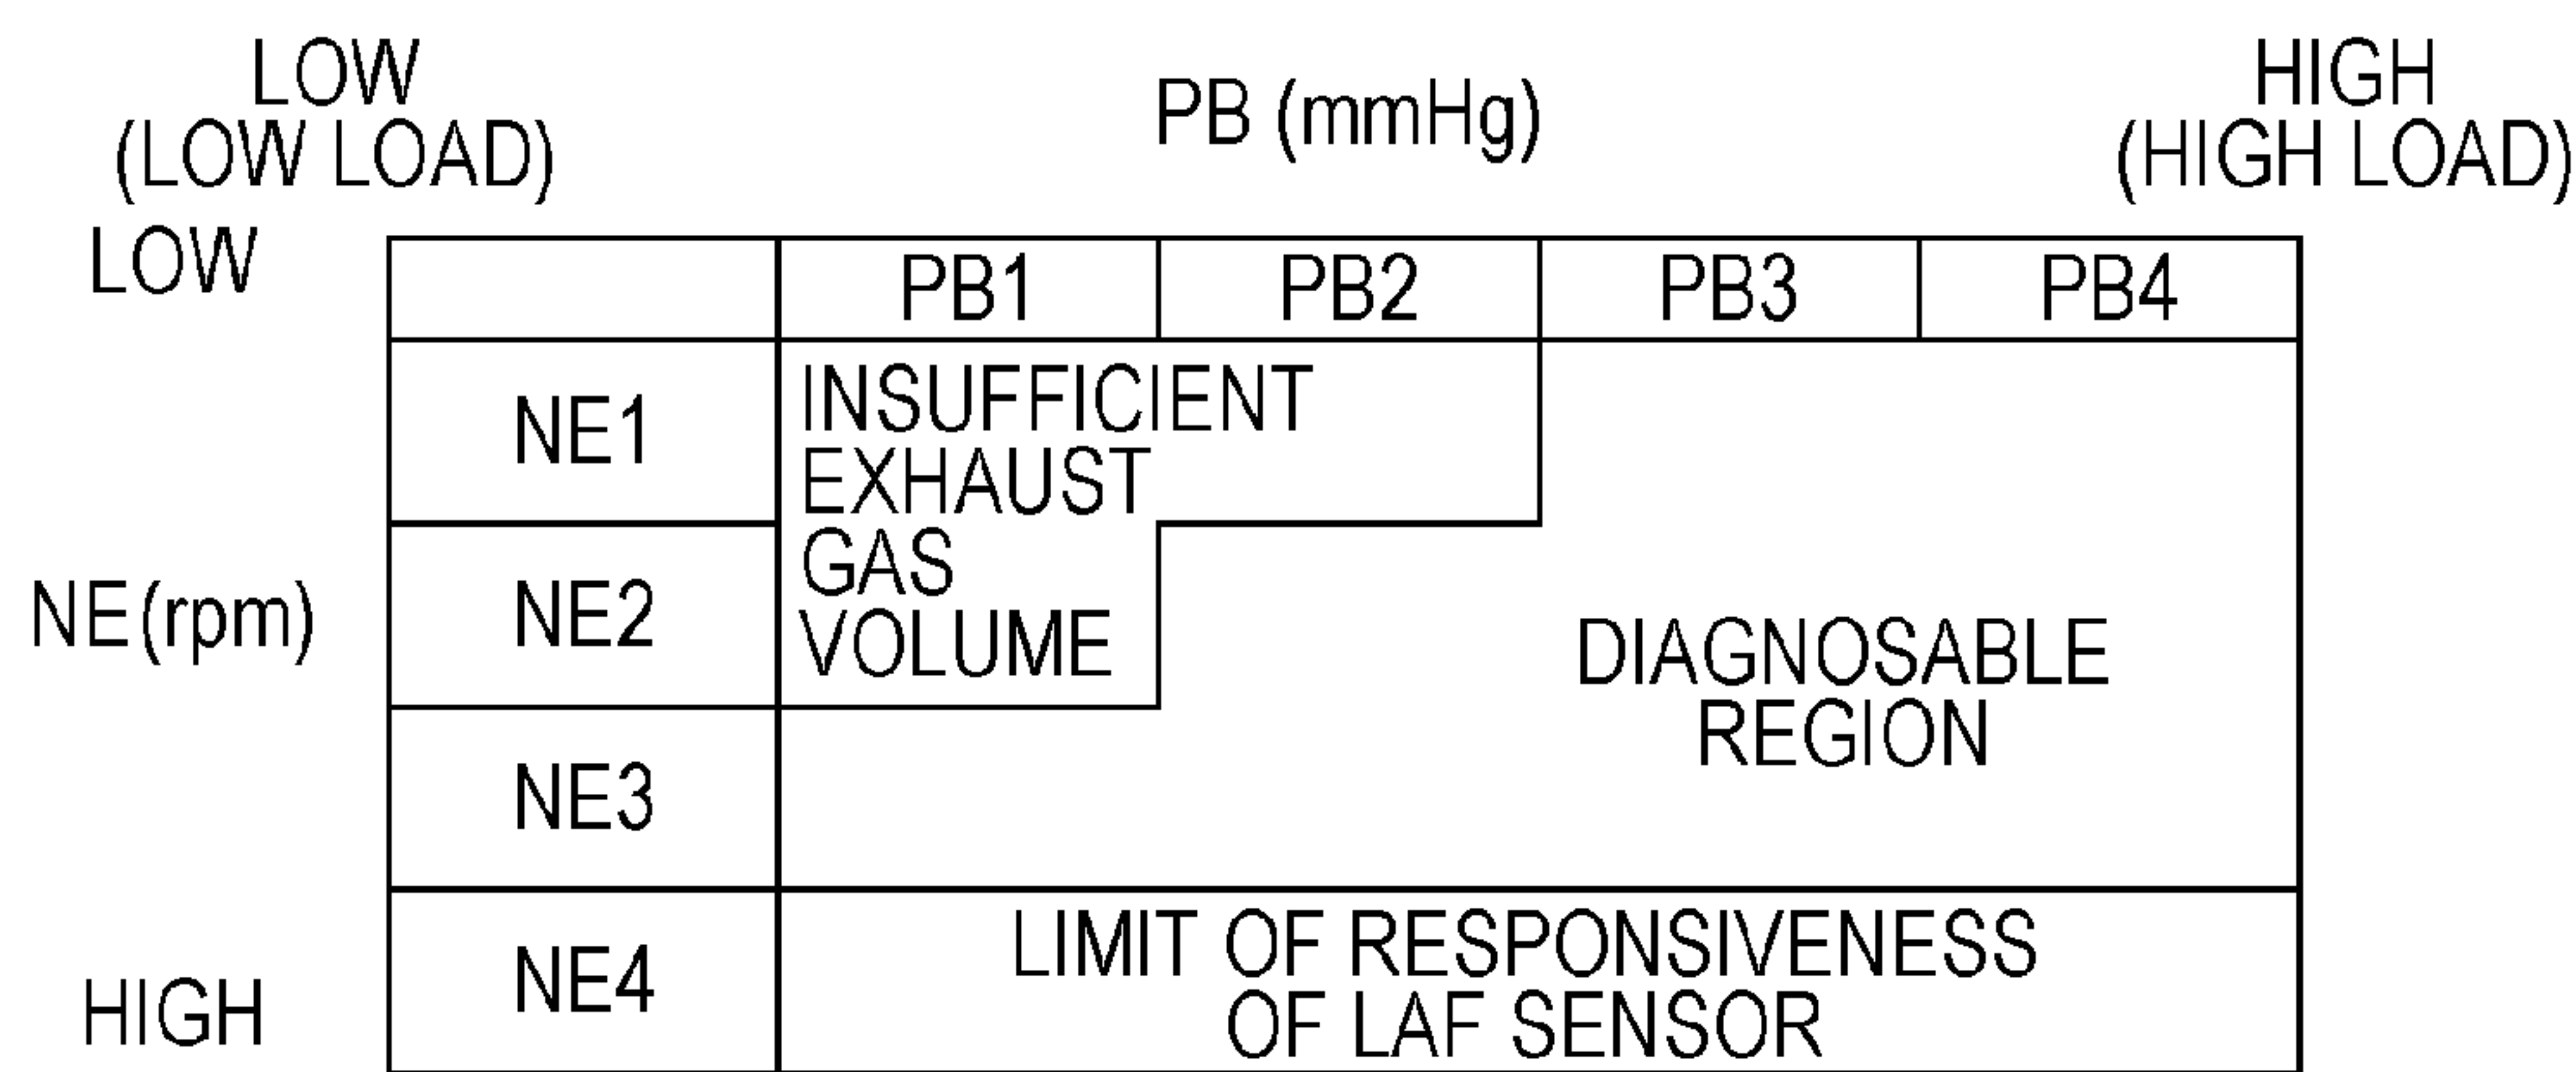 LOW
(LOW LOAD)
PB (mmHg)
HIGH
(HIGH LOAD)
LOW
PB1 PB2 PB3 PB4
NE1
INSUFFICIENT
EXHAUST
GAS
VOLUME
NE(rpm)
NE2
DIAGNOSABLE
REGION
NE3
HIGH
NE4
LIMIT OF RESPONSIVENESS
OF LAF SENSOR